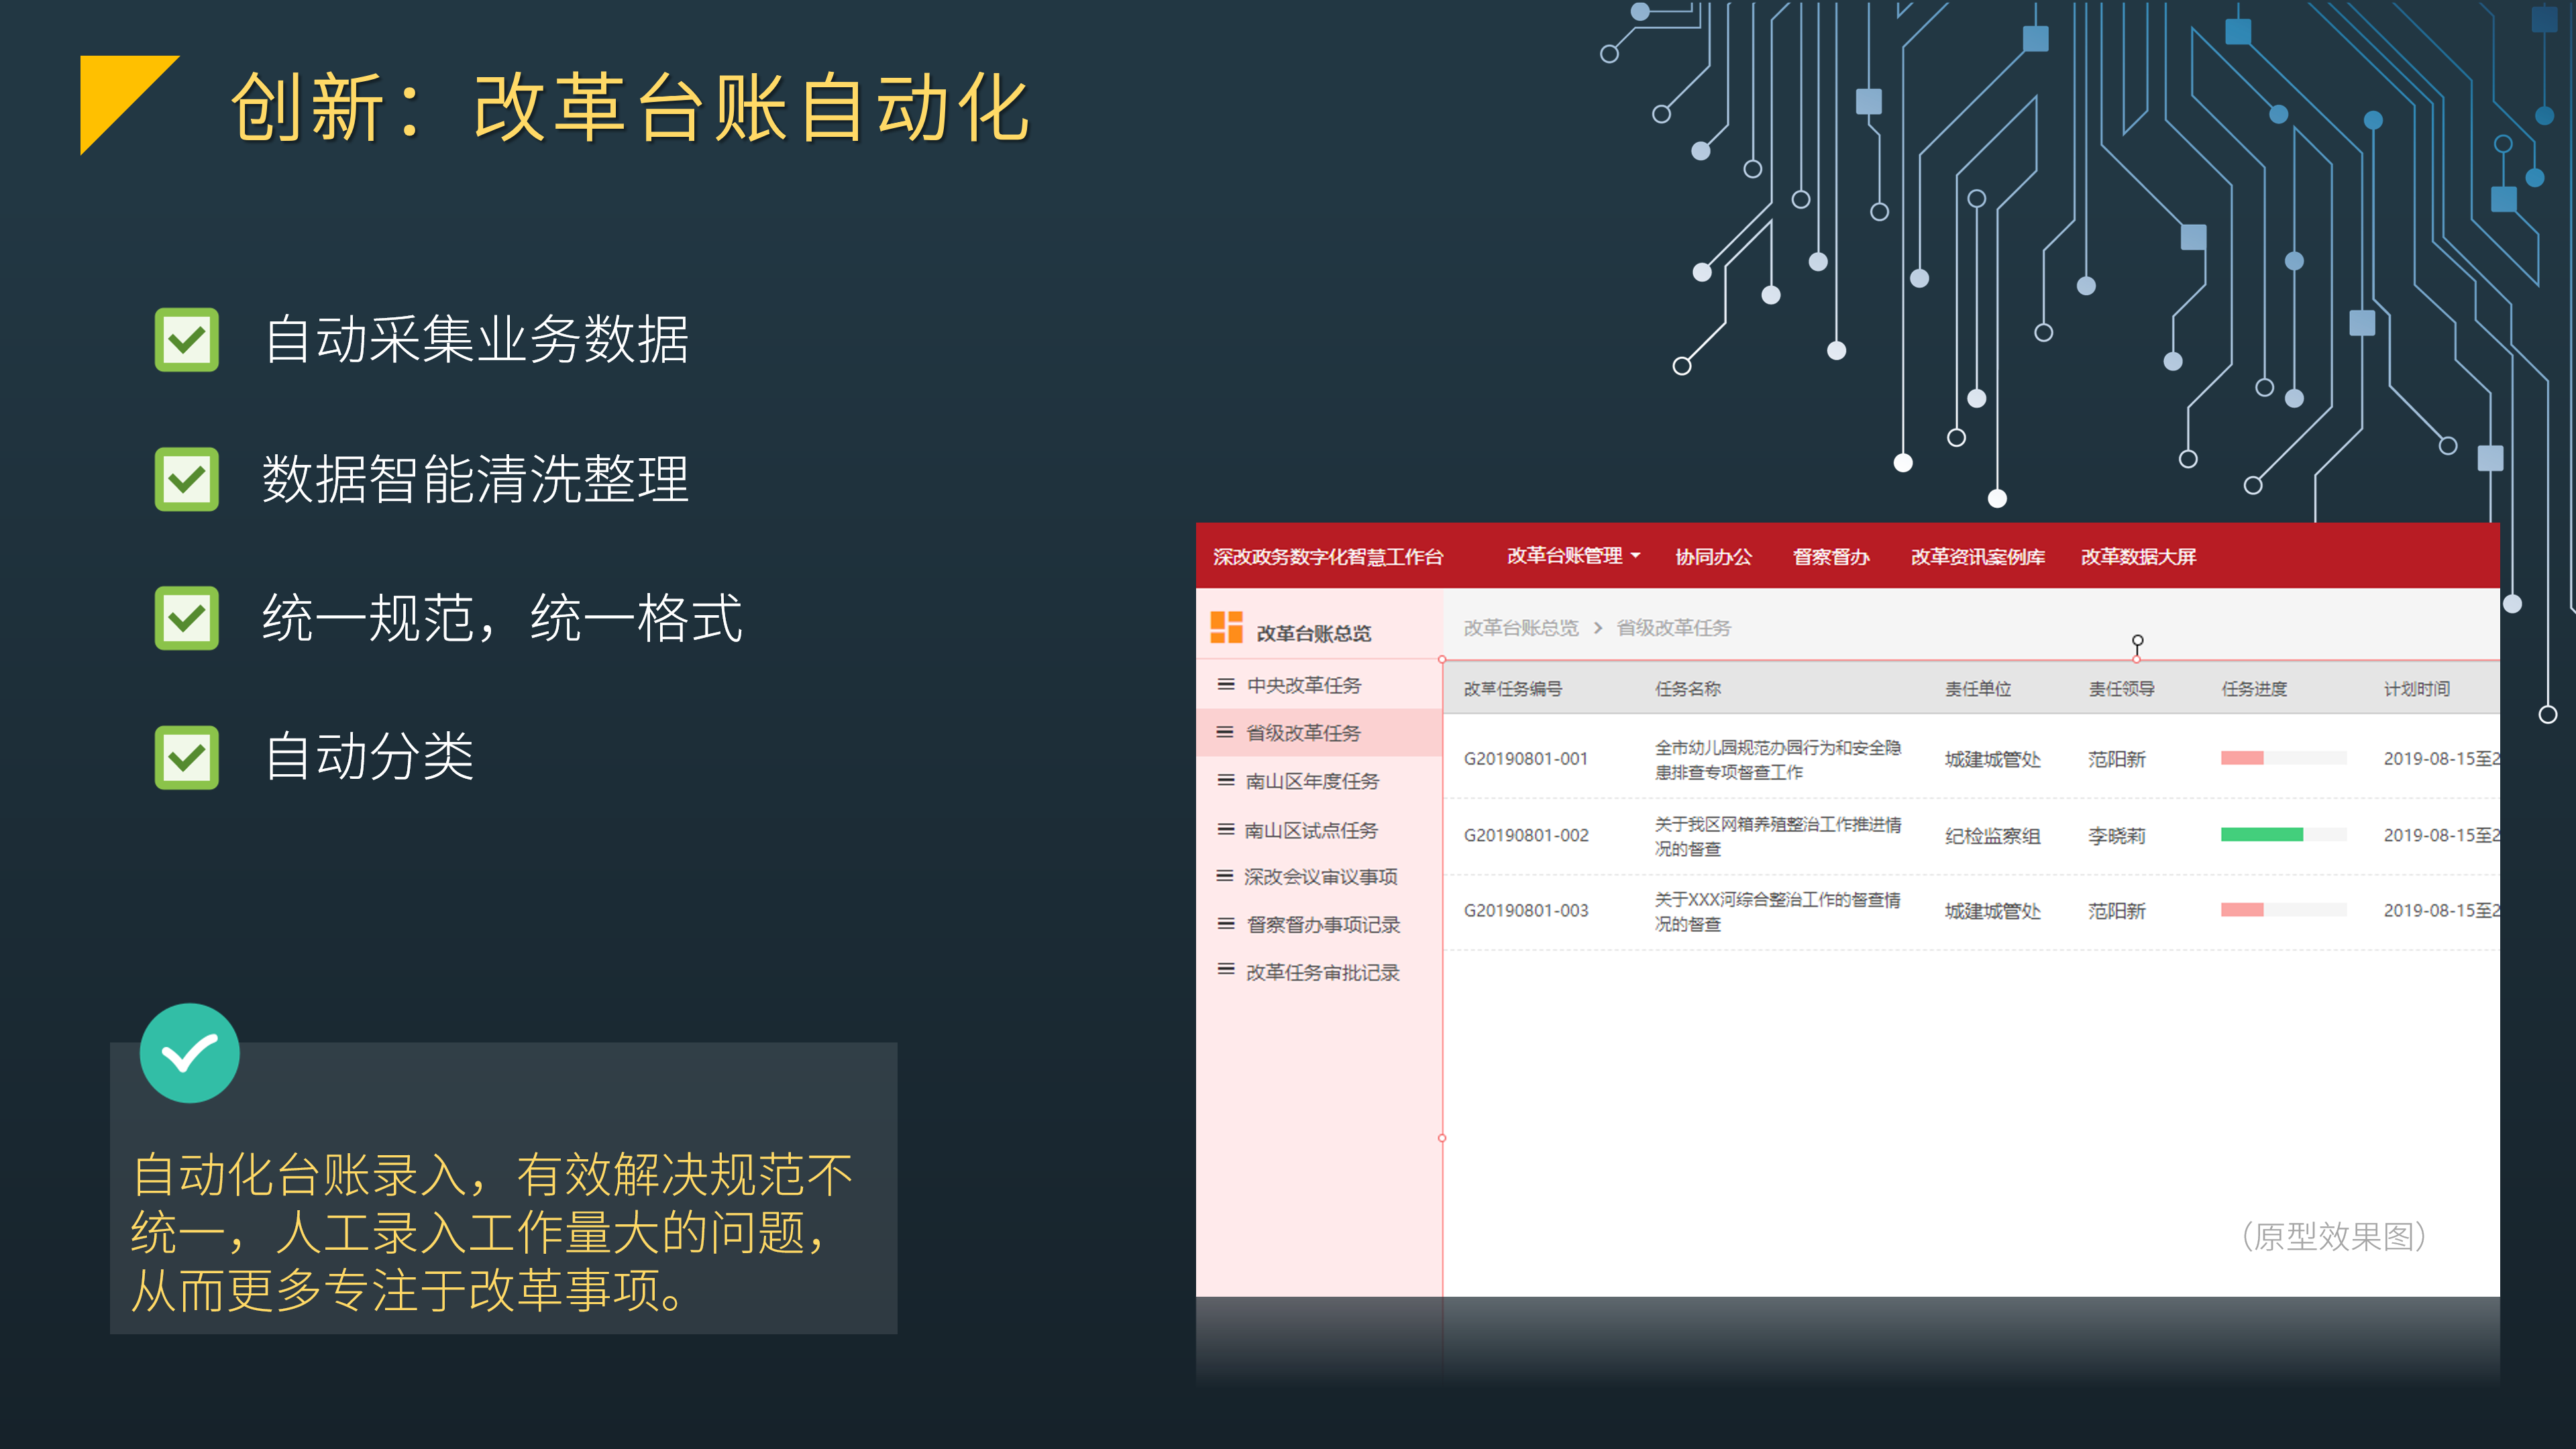 创新：改革台账自动化
自动采集业务数据
数据智能清洗整理
统一规范，统一格式
自动分类
自动化台账录入，有效解决规范不
统一，人工录入工作量大的问题，
从而更多专注于改革事项。
深改政务数字化智慧工作台 改革台账管理 协同办公 督察督办 改革资讯案例库 改革数据大屏
改革台账总览
中央改革任务
省级改革任务
南山区年度任务
南山区试点任务
深改会议审议事项
督察督办事项记录
改革任务审批记录
改革台账总览 > 省级改革任务
改革任务编号 任务名称 责任单位 责任领导 任务进度 计划时间
G20190801-001 全市幼儿园规范办园行为和安全隐 城建城管处 范阳新 2019-08-15至2
患排查专项督查工作
G20190801-002 关于我区网箱养殖整治工作推进情 纪检监察组 李晓莉 2019-08-15至2
况的督查
G20190801-003 关于XXX河综合整治工作的督查情 城建城管处 范阳新 2019-08-15至2
况的督查
（原型效果图）